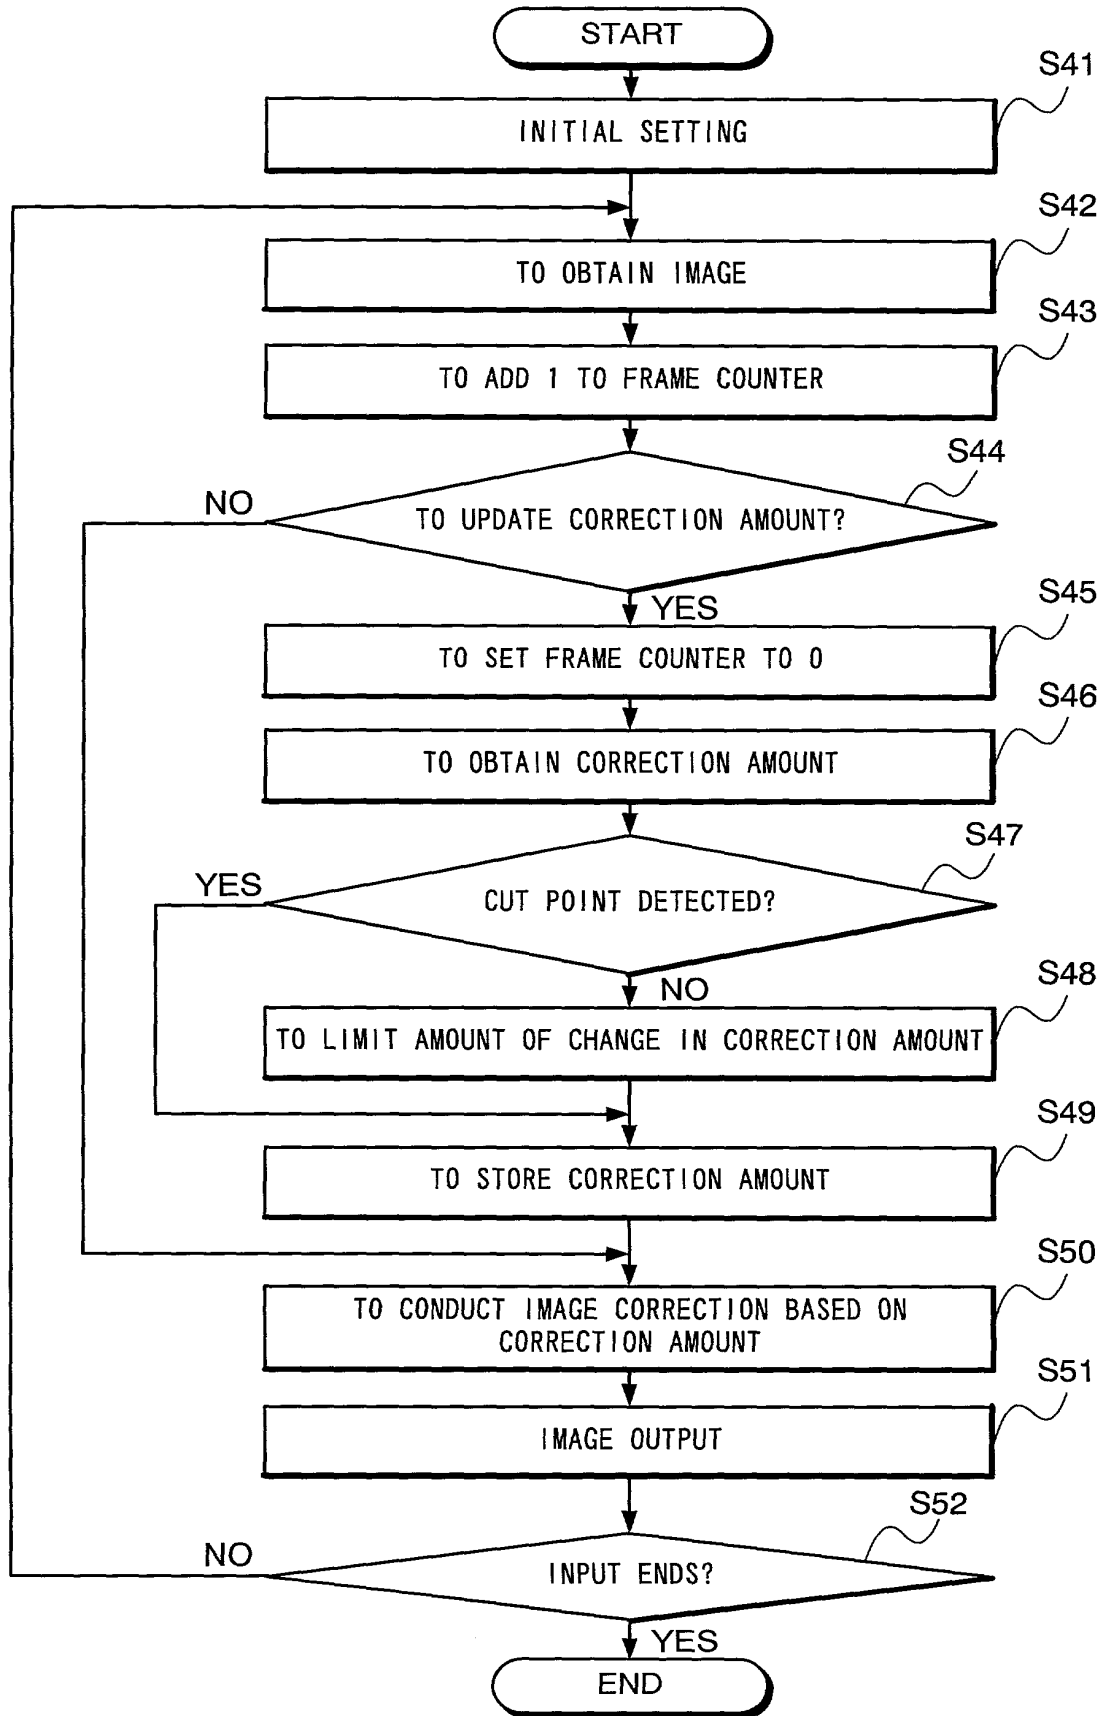 START
S41
INITIAL SETTING
S42
TO OBTAIN IMAGE
S43
TO ADD 1 TO FRAME COUNTER
S44
NO
TO UPDATE CORRECTION AMOUNT?
YES
S45
TO SET FRAME COUNTER TO 0
S46
TO OBTAIN CORRECTION AMOUNT
S47
YES
CUT POINT DETECTED?
NO
S48
TO LIMIT AMOUNT OF CHANGE IN CORRECTION AMOUNT
S49
TO STORE CORRECTION AMOUNT
S50
TO CONDUCT IMAGE CORRECTION BASED ON
CORRECTION AMOUNT
S51
IMAGE OUTPUT
S52
NO
INPUT ENDS?
YES
END